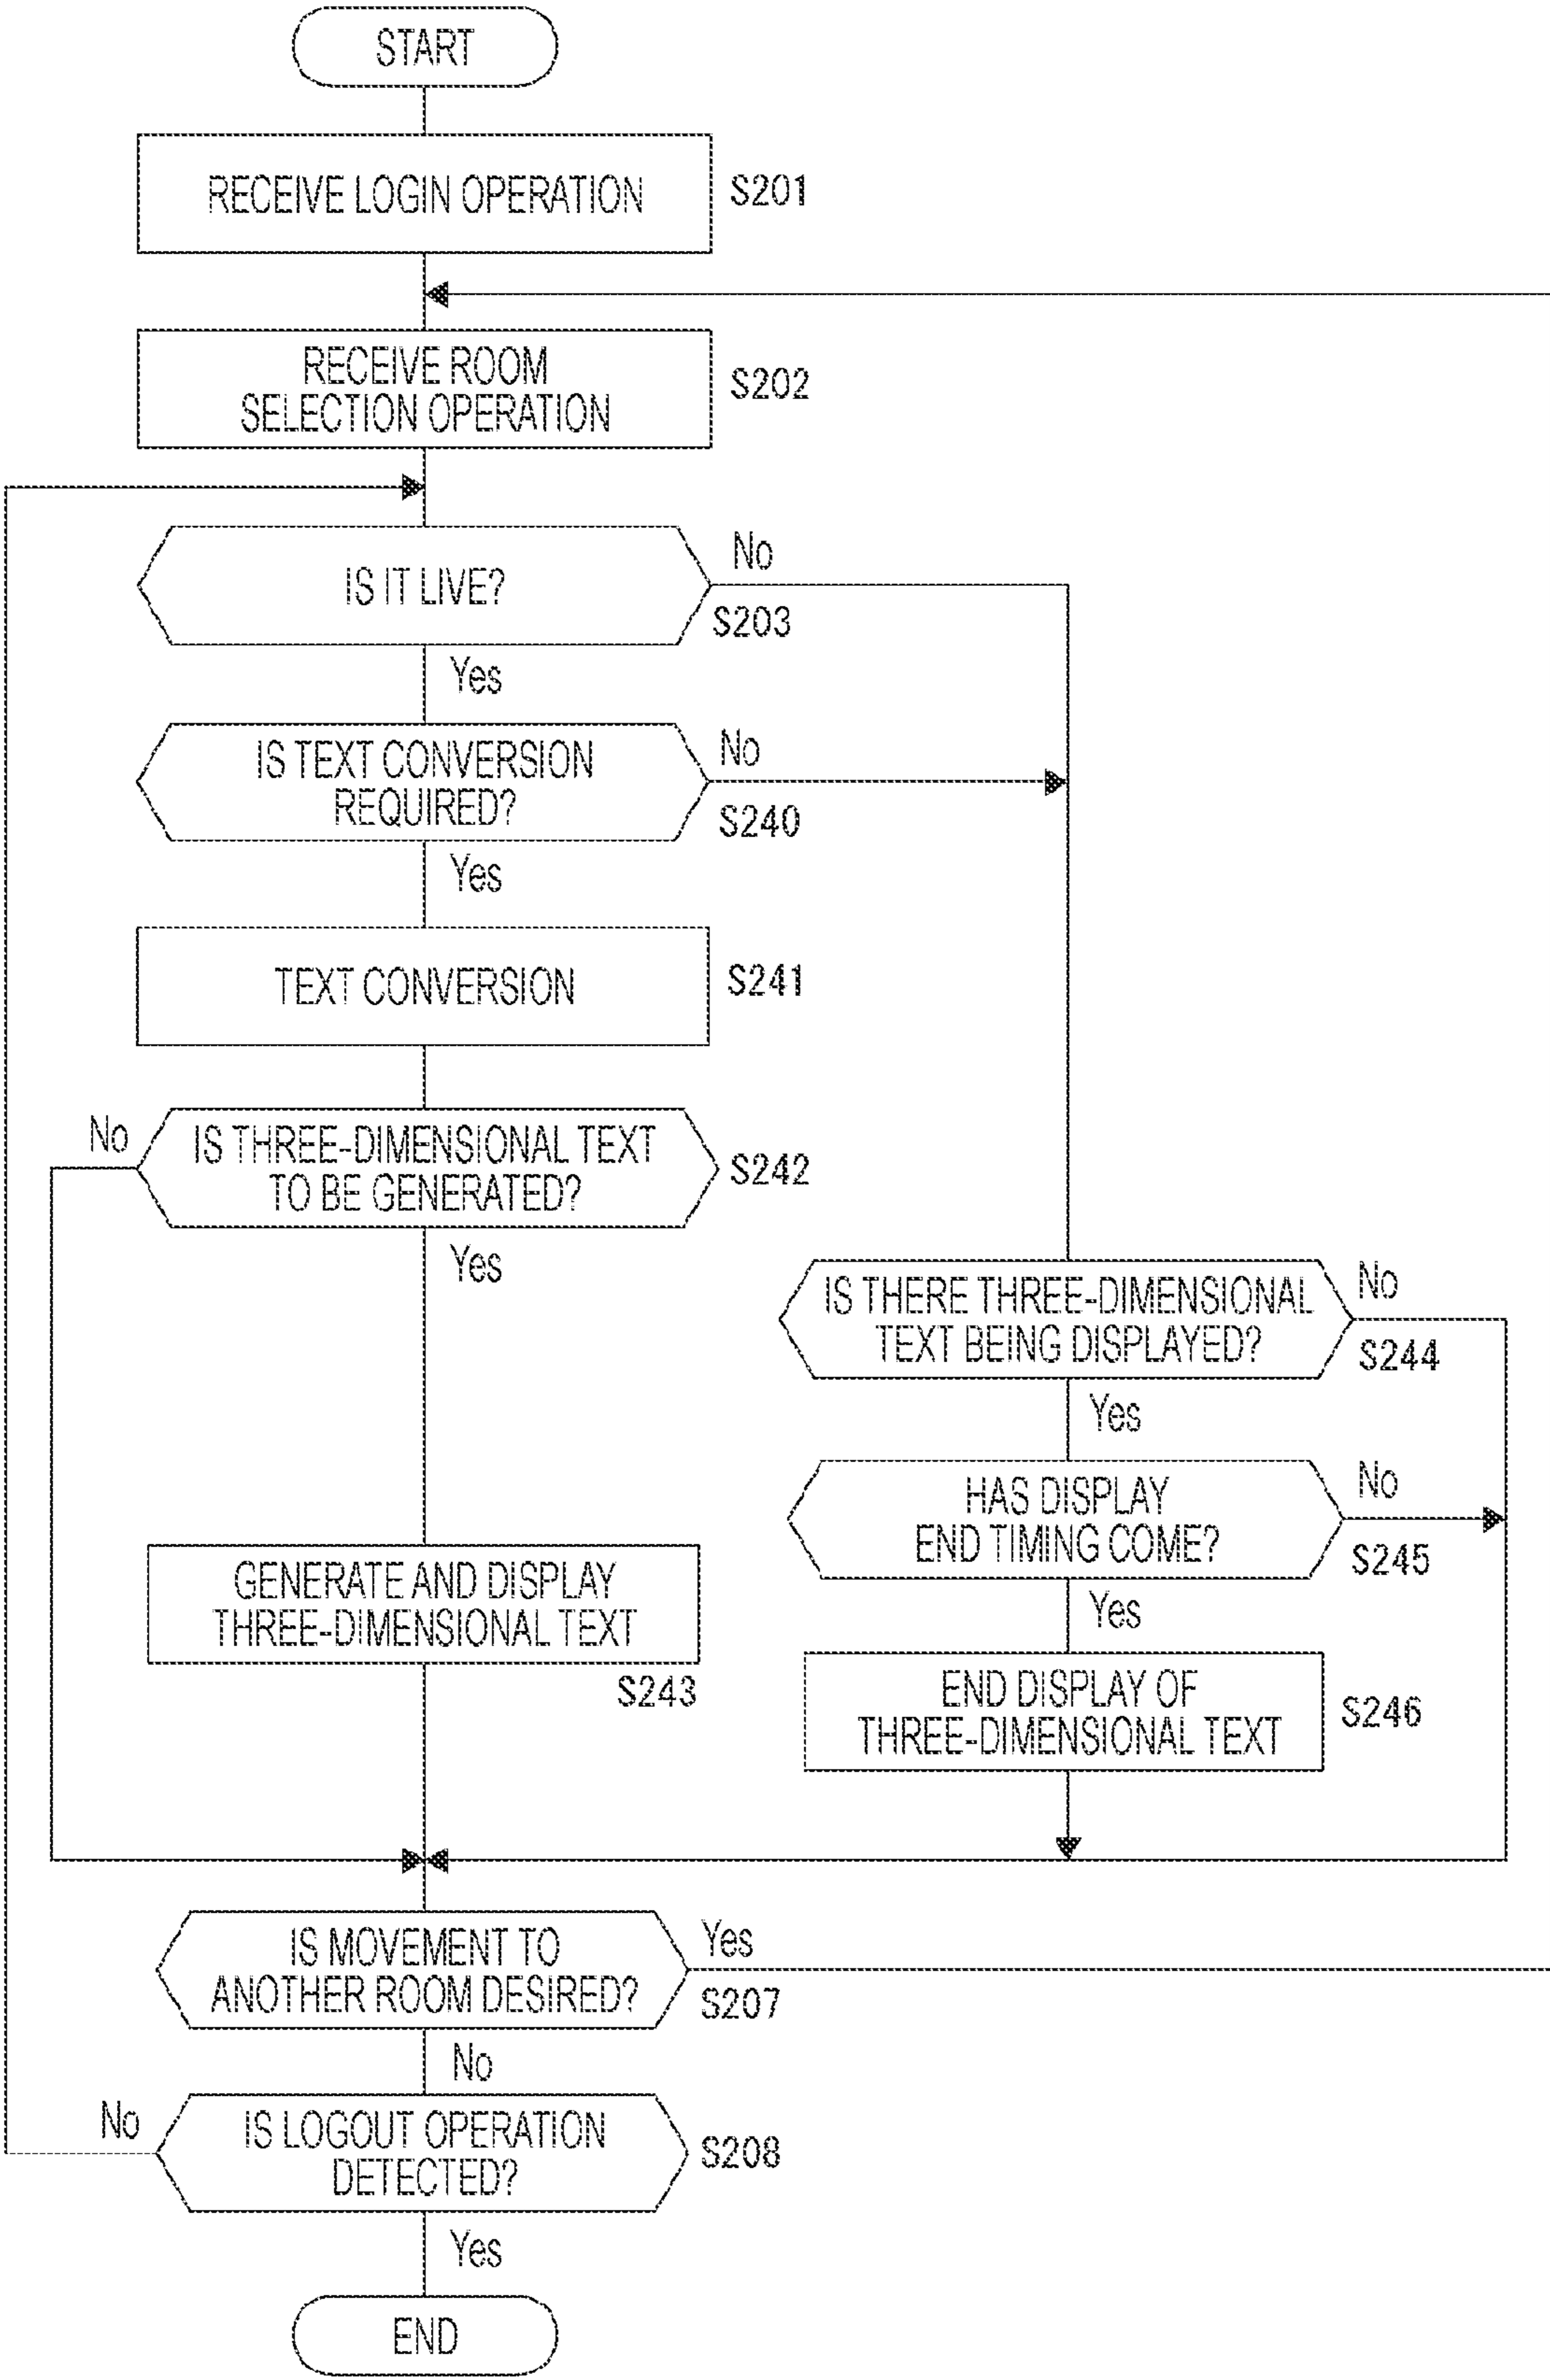 START
RECEIVE LOGIN OPERATION
S201
RECEIVE ROOM
SELECTION OPERATION
S202
IS IT LIVE?
No
S203
Yes
IS TEXT CONVERSION
REQUIRED?
No
S240
Yes
TEXT CONVERSION
S241
No
IS THREE-DIMENSIONAL TEXT
TO BE GENERATED?
S242
Yes
IS THERE THREE-DIMENSIONAL
TEXT BEING DISPLAYED?
No
S244
Yes
HAS DISPLAY
END TIMING COME?
No
S245
Yes
GENERATE AND DISPLAY
THREE-DIMENSIONAL TEXT
S243
END DISPLAY OF
THREE-DIMENSIONAL TEXT
S246
IS MOVEMENT TO
ANOTHER ROOM DESIRED?
Yes
S207
No
No
IS LOGOUT OPERATION
DETECTED?
S208
Yes
END